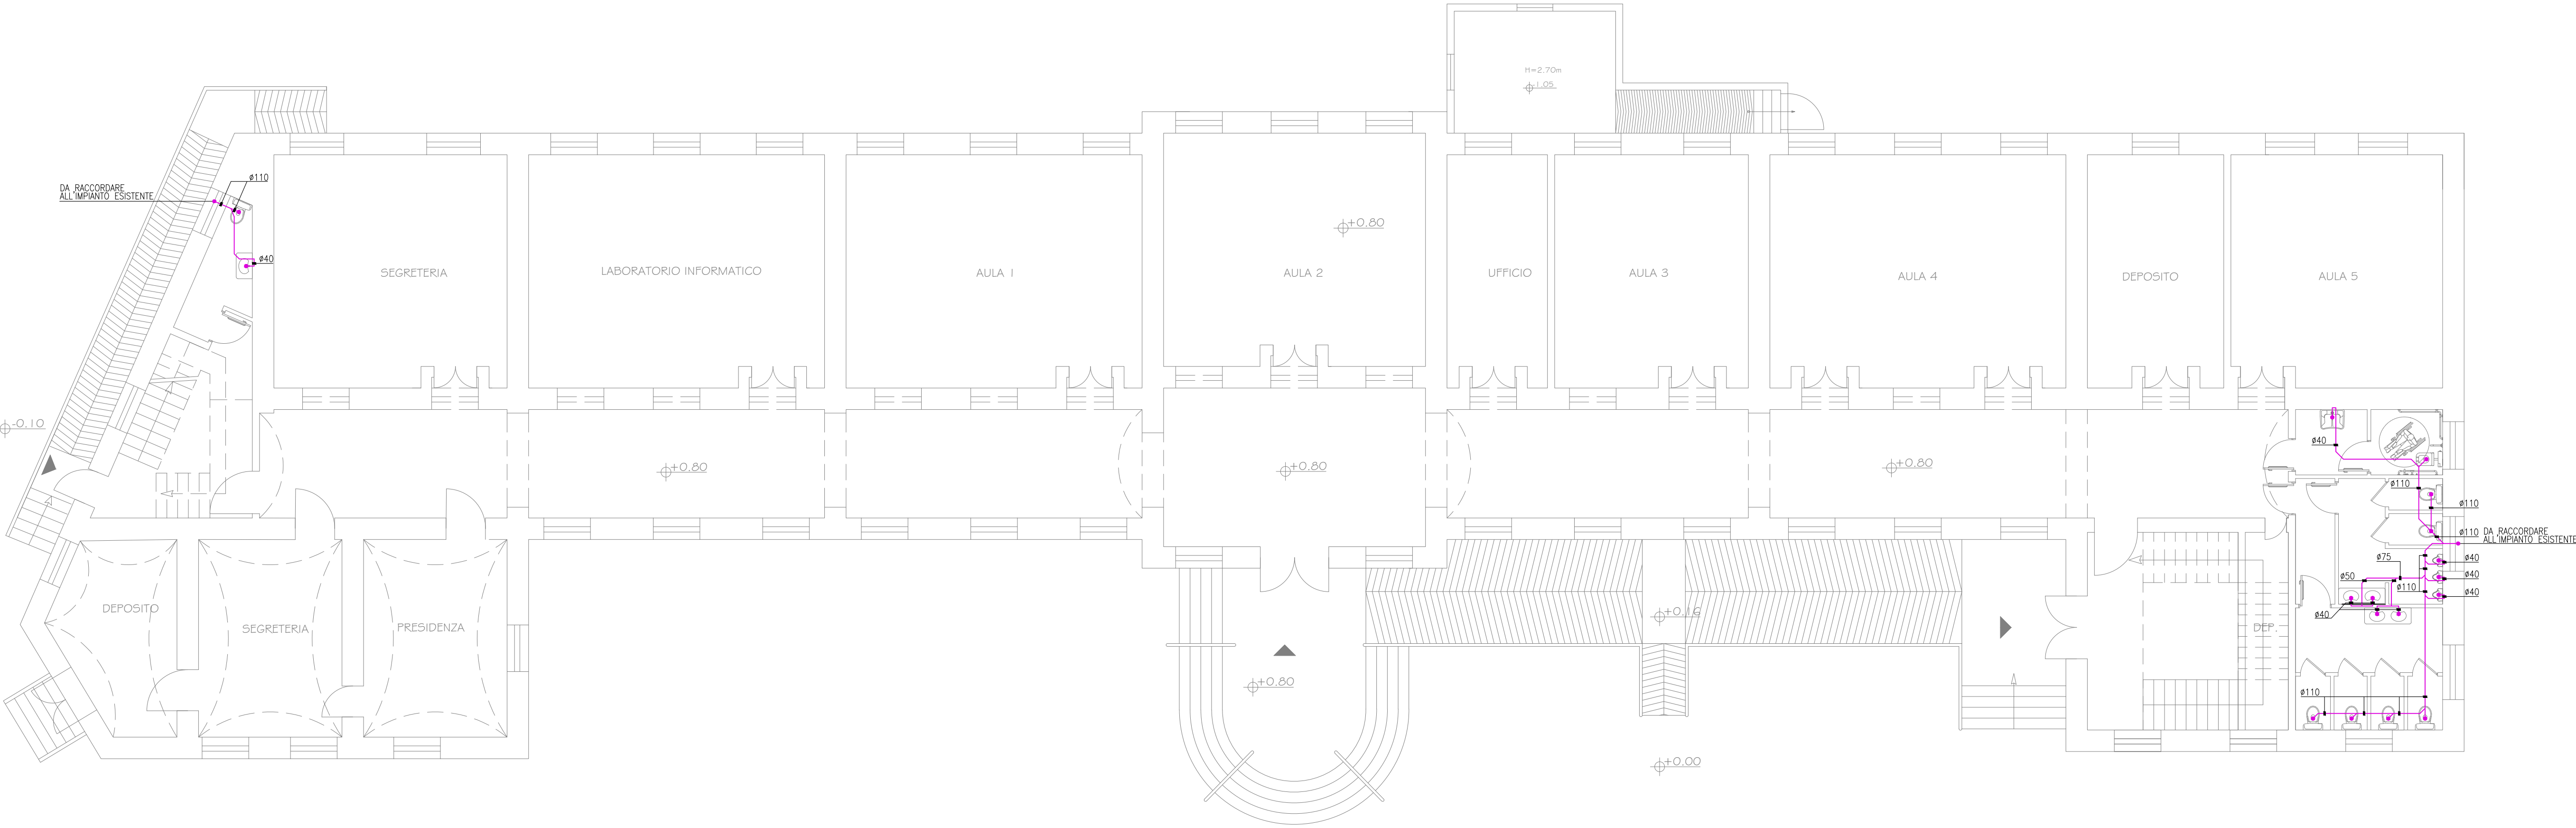 H=2.70m
-1.05
DA RACCORDARE
ALL'IMPIANTO ESISTENTE
ø110
ø40
SEGRETERIA
LABORATORIO INFORMATICO
AULA 1
AULA 2
+0.80
UFFICIO
AULA 3
AULA 4
DEPOSITO
AULA 5
-0.10
+0.80
+0.80
+0.80
ø40
ø110
ø110
ø110
DA RACCORDARE
ALL'IMPIANTO ESISTENTE
ø75
ø40
ø50
ø40
ø110
ø40
ø40
DEPOSITO
SEGRETERIA
PRESIDENZA
+0.16
DEP.
+0.80
ø110
+0.00